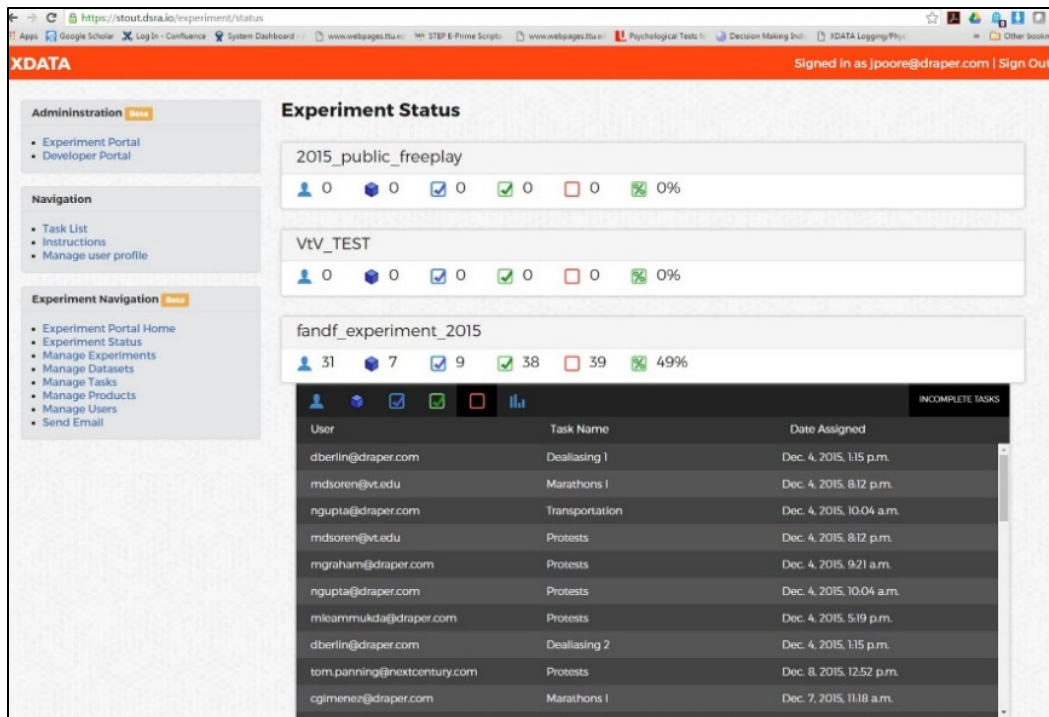 https://stout.dsra.io/experiment/status
Apps Google Scholar Log In - Confluence System Dashboard - www.webpages.ttu.e STEP E-Prime Scripts www.webpages.ttu.e Psychological Tests f Decision Making Ind XDATA Logging/Phys Other bookm
XDATA
Signed in as jpoore@draper.com | Sign Out
Admininstration Beta
Experiment Portal
Developer Portal
Navigation
Task List
Instructions
Manage user profile
Experiment Navigation Beta
Experiment Portal Home
Experiment Status
Manage Experiments
Manage Datasets
Manage Tasks
Manage Products
Manage Users
Send Email
Experiment Status
2015_public_freeplay
0 0 0 0 0 0%
VtV_TEST
0 0 0 0 0 0%
fandf_experiment_2015
31 7 9 38 39 49%
INCOMPLETE TASKS
User Task Name Date Assigned
dberlin@draper.com Dealiasing 1 Dec. 4, 2015, 1:15 p.m.
mdsoren@vt.edu Marathons I Dec. 4, 2015, 8:12 p.m.
ngupta@draper.com Transportation Dec. 4, 2015, 10:04 a.m.
mdsoren@vt.edu Protests Dec. 4, 2015, 8:12 p.m.
mgraham@draper.com Protests Dec. 4, 2015, 9:21 a.m.
ngupta@draper.com Protests Dec. 4, 2015, 10:04 a.m.
mleammukda@draper.com Protests Dec. 4, 2015, 5:19 p.m.
dberlin@draper.com Dealiasing 2 Dec. 4, 2015, 1:15 p.m.
tom.panning@nextcentury.com Protests Dec. 8, 2015, 12:52 p.m.
cgimenez@draper.com Marathons I Dec. 7, 2015, 11:18 a.m.